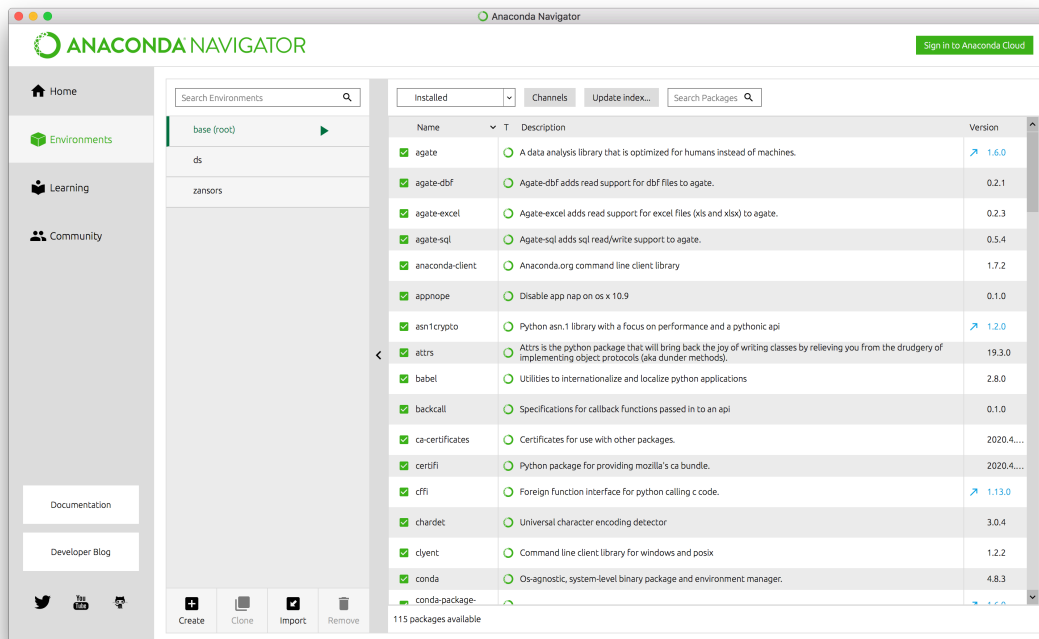 Anaconda Navigator
ANACONDA NAVIGATOR
Sign in to Anaconda Cloud
Home
Environments
Learning
Community
Documentation
Developer Blog
You
Tube
Search Environments
base (root)
ds
zansors
Create
Clone
Import
Remove
Installed
Channels
Update index...
Search Packages
Name T Description Version
agate A data analysis library that is optimized for humans instead of machines. 1.6.0
agate-dbf Agate-dbf adds read support for dbf files to agate. 0.2.1
agate-excel Agate-excel adds read support for excel files (xls and xlsx) to agate. 0.2.3
agate-sql Agate-sql adds sql read/write support to agate. 0.5.4
anaconda-client Anaconda.org command line client library 1.7.2
appnope Disable app nap on os x 10.9 0.1.0
asn1crypto Python asn.1 library with a focus on performance and a pythonic api 1.2.0
attrs Attrs is the python package that will bring back the joy of writing classes by relieving you from the drudgery of
implementing object protocols (aka dunder methods). 19.3.0
babel Utilities to internationalize and localize python applications 2.8.0
backcall Specifications for callback functions passed in to an api 0.1.0
ca-certificates Certificates for use with other packages. 2020.4....
certifi Python package for providing mozilla's ca bundle. 2020.4....
cffi Foreign function interface for python calling c code. 1.13.0
chardet Universal character encoding detector 3.0.4
clyent Command line client library for windows and posix 1.2.2
conda Os-agnostic, system-level binary package and environment manager. 4.8.3
conda-package-
115 packages available